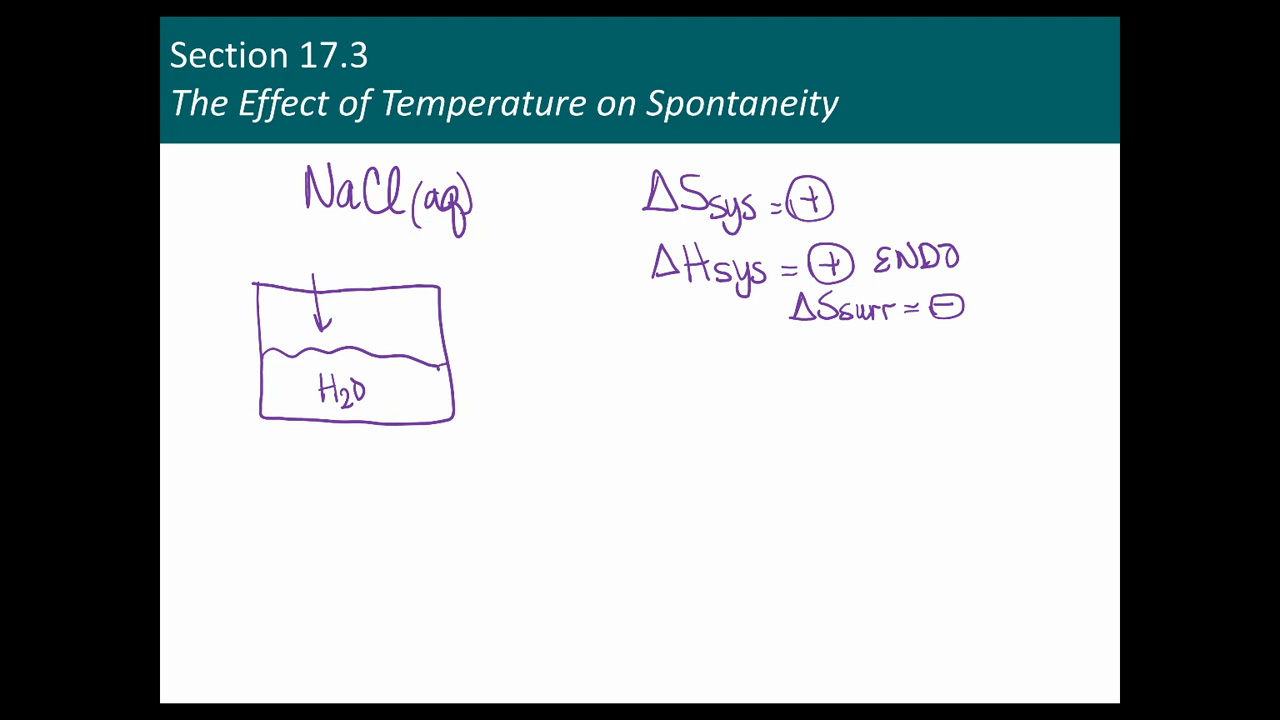 Section 17.3
The Effect of Temperature on Spontaneity
NaCl(aq)
H2O
ΔSsys = +
ΔHsys = + ENDO
ΔSsurr = −